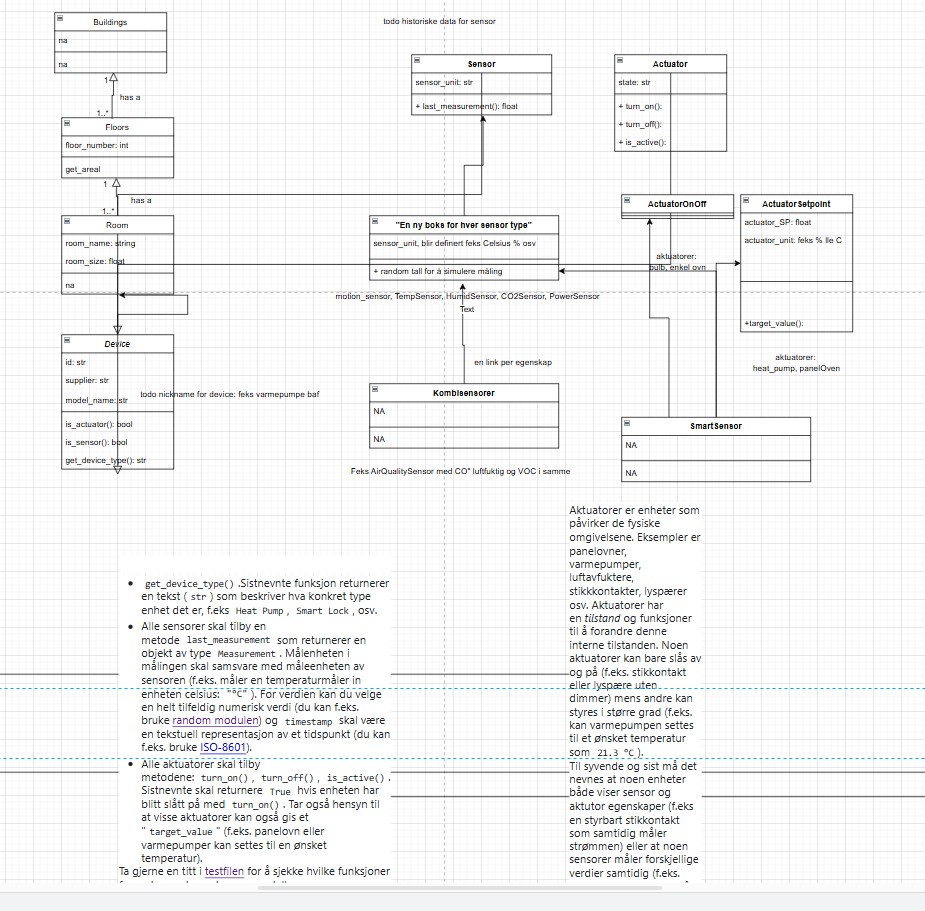 Buildings
na
na
1
has a
1..*
Floors
floor_number: int
get_areal
1
has a
1..*
Room
room_name: string
room_size: float
na
Device
id: str
supplier: str
model_name: str
todo nickname for device: feks varmepumpe baf
is_actuator(): bool
is_sensor(): bool
get_device_type(): str
todo historiske data for sensor
Sensor
sensor_unit: str
+ last_measurement(): float
"En ny boks for hver sensor type"
sensor_unit, blir definert feks Celsius % osv
+ random tall for å simulere måling
motion_sensor, TempSensor, HumidSensor, CO2Sensor, PowerSensor
Text
en link per egenskap
Kombisensorer
NA
NA
Feks AirQualitySensor med CO" luftfuktig og VOC i samme
Actuator
state: str
+ turn_on():
+ turn_off():
+ is_active():
ActuatorOnOff
aktuatorer:
bulb, enkel ovn
ActuatorSetpoint
actuator_SP: float
actuator_unit: feks % lle C
+target_value():
aktuatorer:
heat_pump, panelOven
SmartSensor
NA
NA
get_device_type() .Sistnevnte funksjon returnerer
en tekst ( str ) som beskriver hva konkret type
enhet det er, f.eks Heat Pump , Smart Lock , osv.
Alle sensorer skal tilby en
metode last_measurement som returnerer en
objekt av type Measurement . Målenheten i
målingen skal samsvare med måleenheten av
sensoren (f.eks. måler en temperaturmåler in
enheten celsius: "°C" ). For verdien kan du velge
en helt tilfeldig numerisk verdi (du kan f.eks.
bruke random modulen) og timestamp skal være
en tekstuell representasjon av et tidspunkt (du kan
f.eks. bruke ISO-8601).
Alle aktuatorer skal tilby
metodene: turn_on() , turn_off() , is_active() .
Sistnevnte skal returnere True hvis enheten har
blitt slått på med turn_on() . Tar også hensyn til
at visse aktuatorer kan også gis et
" target_value " (f.eks. panelovn eller
varmepumper kan settes til en ønsket
temperatur).
Ta gjerne en titt i testfilen for å sjekke hvilke funksjoner
Aktuatorer er enheter som
påvirker de fysiske
omgivelsene. Eksempler er
panelovner,
varmepumper,
luftavfuktere,
stikkkontakter, lyspærer
osv. Aktuatorer har
en tilstand og funksjoner
til å forandre denne
interne tilstanden. Noen
aktuatorer kan bare slås av
og på (f.eks. stikkontakt
eller lyspære uten
dimmer) mens andre kan
styres i større grad (f.eks.
kan varmepumpen settes
til et ønsket temperatur
som 21.3 °C ).
Til syvende og sist må det
nevnes at noen enheter
både viser sensor og
aktutor egenskaper (f.eks
en styrbart stikkontakt
som samtidig måler
strømmen) eller at noen
sensorer måler forskjellige
verdier samtidig (f.eks.